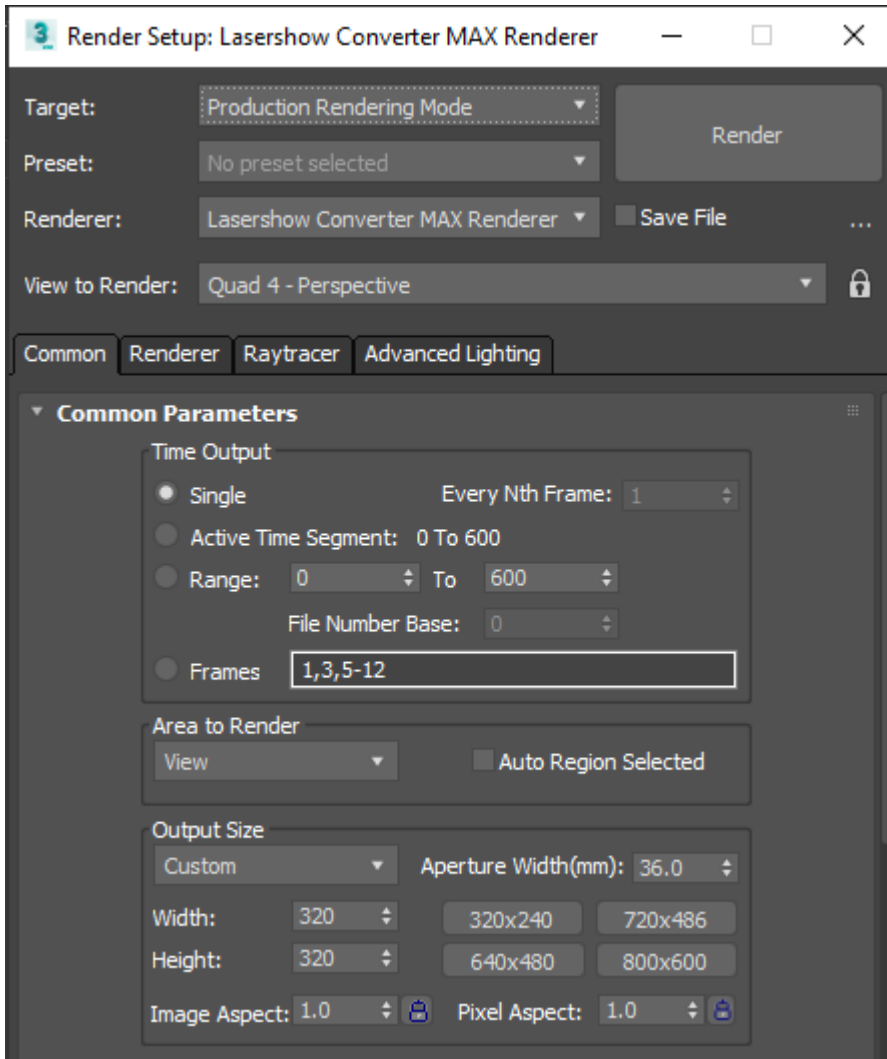 Render Setup: Lasershow Converter MAX Renderer
Target: Production Rendering Mode
Render
Preset: No preset selected
Renderer: Lasershow Converter MAX Renderer Save File ...
View to Render: Quad 4 - Perspective
Common Renderer Raytracer Advanced Lighting
Common Parameters
Time Output
Single Every Nth Frame: 1
Active Time Segment: 0 To 600
Range: 0 To 600
File Number Base: 0
Frames 1,3,5-12
Area to Render
View Auto Region Selected
Output Size
Custom Aperture Width(mm): 36.0
Width: 320 320x240 720x486
Height: 320 640x480 800x600
Image Aspect: 1.0 Pixel Aspect: 1.0